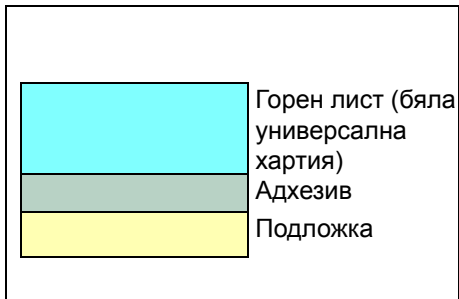 Горен лист (бяла
универсална
хартия)
Адхезив
Подложка